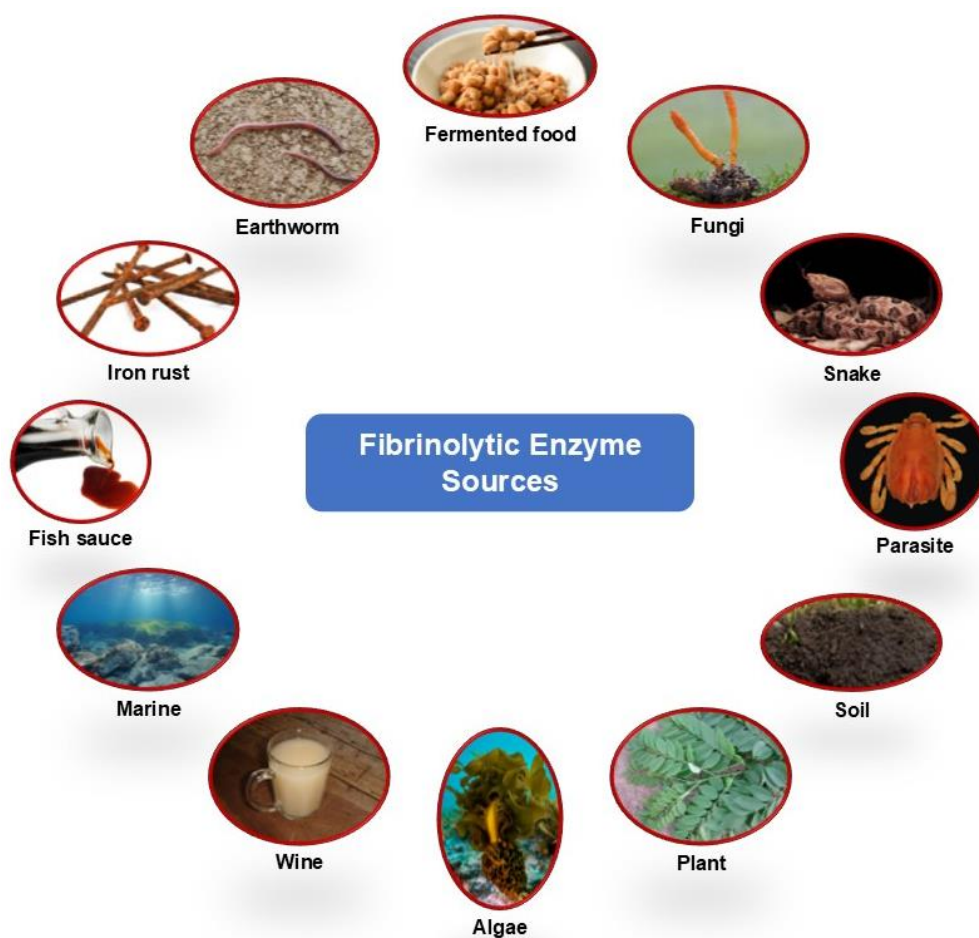 Fermented food
Earthworm
Fungi
Iron rust
Snake
Fibrinolytic Enzyme
Sources
Fish sauce
Parasite
Marine
Soil
Wine
Plant
Algae